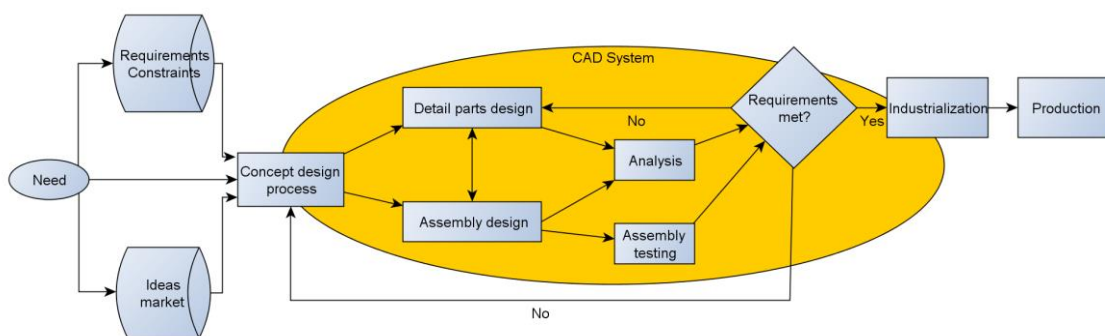 Requirements
Constraints
Need
Ideas
market
Concept design
process
CAD System
Detail parts design
Assembly design
Analysis
Assembly
testing
Requirements
met?
No
No
Yes
Industrialization
Production